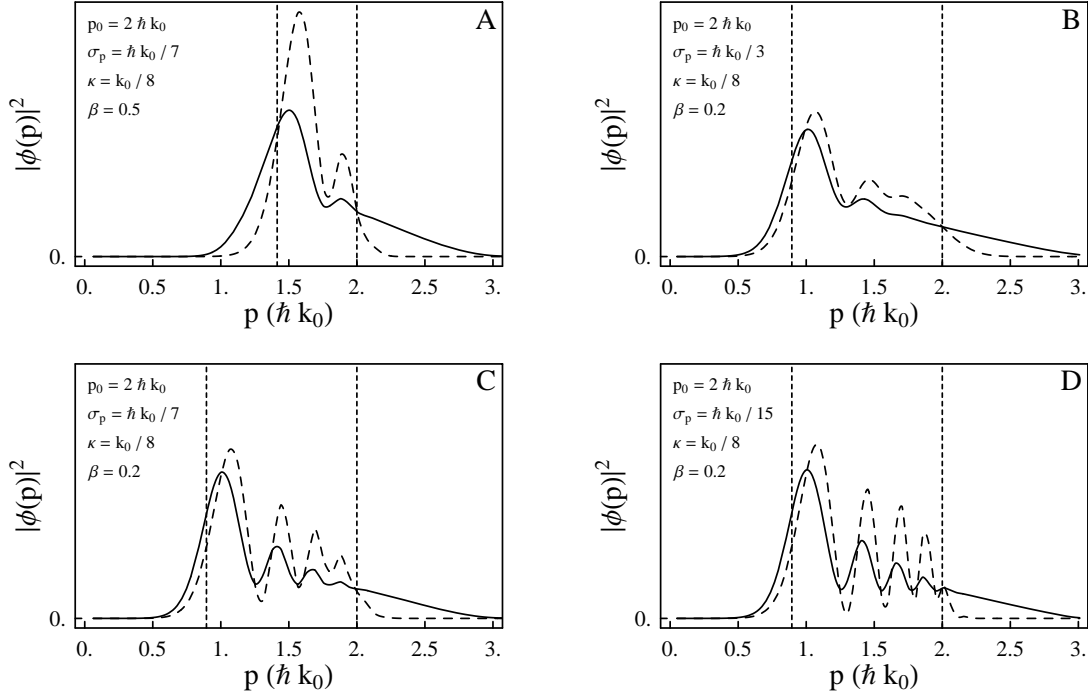 A
p₀ = 2 ℏ k₀
σₚ = ℏ k₀ / 7
κ = k₀ / 8
β = 0.5
|ϕ(p)|²
0.
0. 0.5 1. 1.5 2. 2.5 3.
p (ℏ k₀)
B
p₀ = 2 ℏ k₀
σₚ = ℏ k₀ / 3
κ = k₀ / 8
β = 0.2
|ϕ(p)|²
0.
0. 0.5 1. 1.5 2. 2.5 3.
p (ℏ k₀)
C
p₀ = 2 ℏ k₀
σₚ = ℏ k₀ / 7
κ = k₀ / 8
β = 0.2
|ϕ(p)|²
0.
0. 0.5 1. 1.5 2. 2.5 3.
p (ℏ k₀)
D
p₀ = 2 ℏ k₀
σₚ = ℏ k₀ / 15
κ = k₀ / 8
β = 0.2
|ϕ(p)|²
0.
0. 0.5 1. 1.5 2. 2.5 3.
p (ℏ k₀)